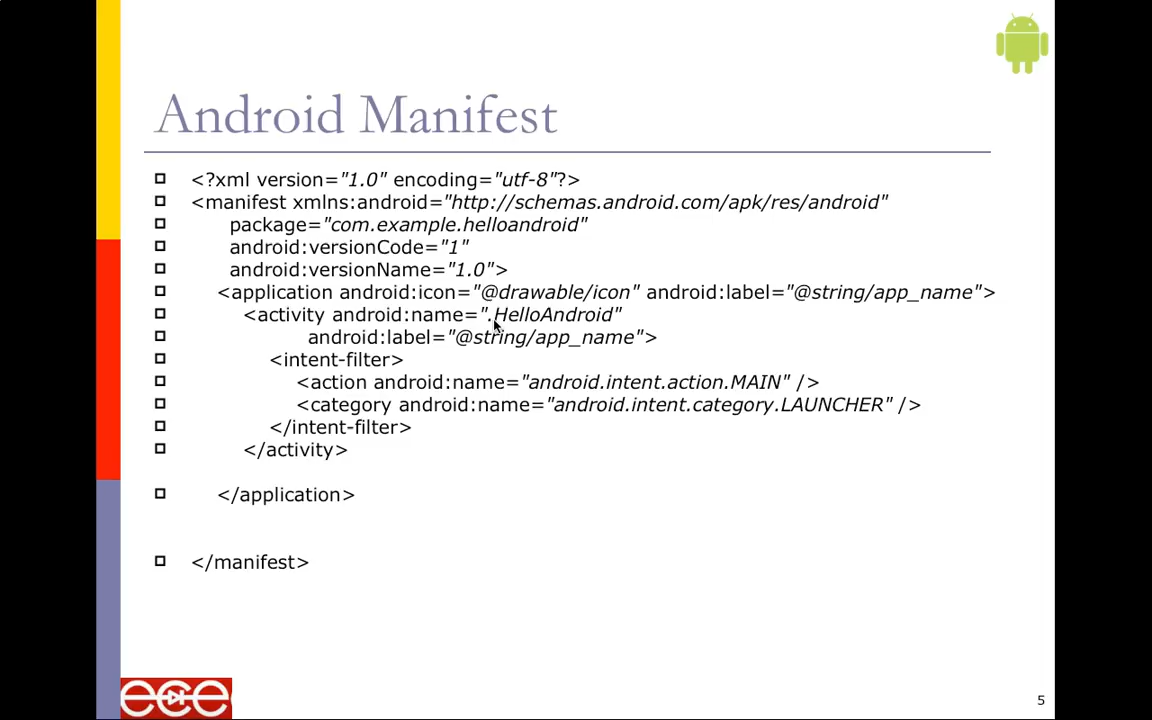 Android Manifest
<?xml version="1.0" encoding="utf-8"?>
<manifest xmlns:android="http://schemas.android.com/apk/res/android"
package="com.example.helloandroid"
android:versionCode="1"
android:versionName="1.0">
<application android:icon="@drawable/icon" android:label="@string/app_name">
<activity android:name=".HelloAndroid"
android:label="@string/app_name">
<intent-filter>
<action android:name="android.intent.action.MAIN" />
<category android:name="android.intent.category.LAUNCHER" />
</intent-filter>
</activity>
</application>
</manifest>
ece
5